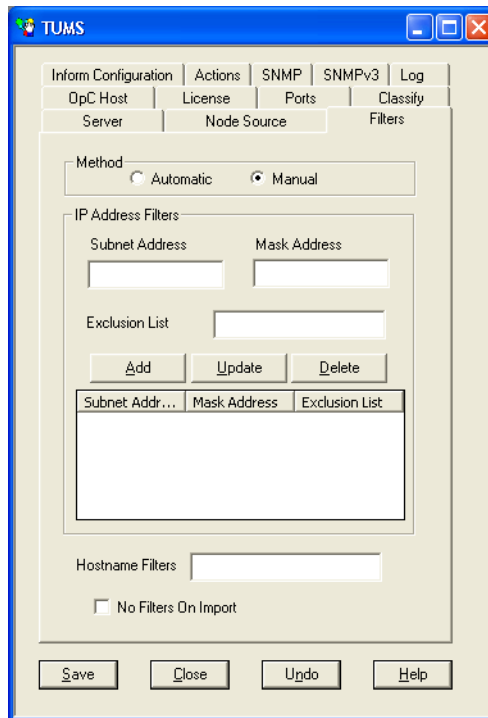 TUMS
Inform Configuration Actions SNMP SNMPv3 Log
OpC Host License Ports Classify
Server Node Source Filters
Method
Automatic Manual
IP Address Filters
Subnet Address Mask Address
Exclusion List
Add Update Delete
Subnet Addr... Mask Address Exclusion List
Hostname Filters
No Filters On Import
Save Close Undo Help